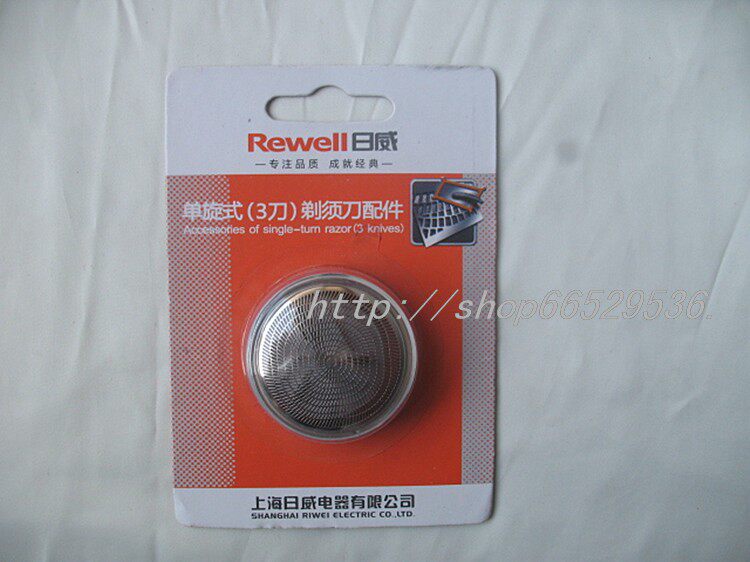 Rewell日威
专注品质 成就经典
单旋式(3刀)剃须刀配件
Accessories of single-turn razor(3 knives)
http://shop66529536.
上海日威电器有限公司
SHANGHAI RIWEI ELECTRIC CO.,LTD.